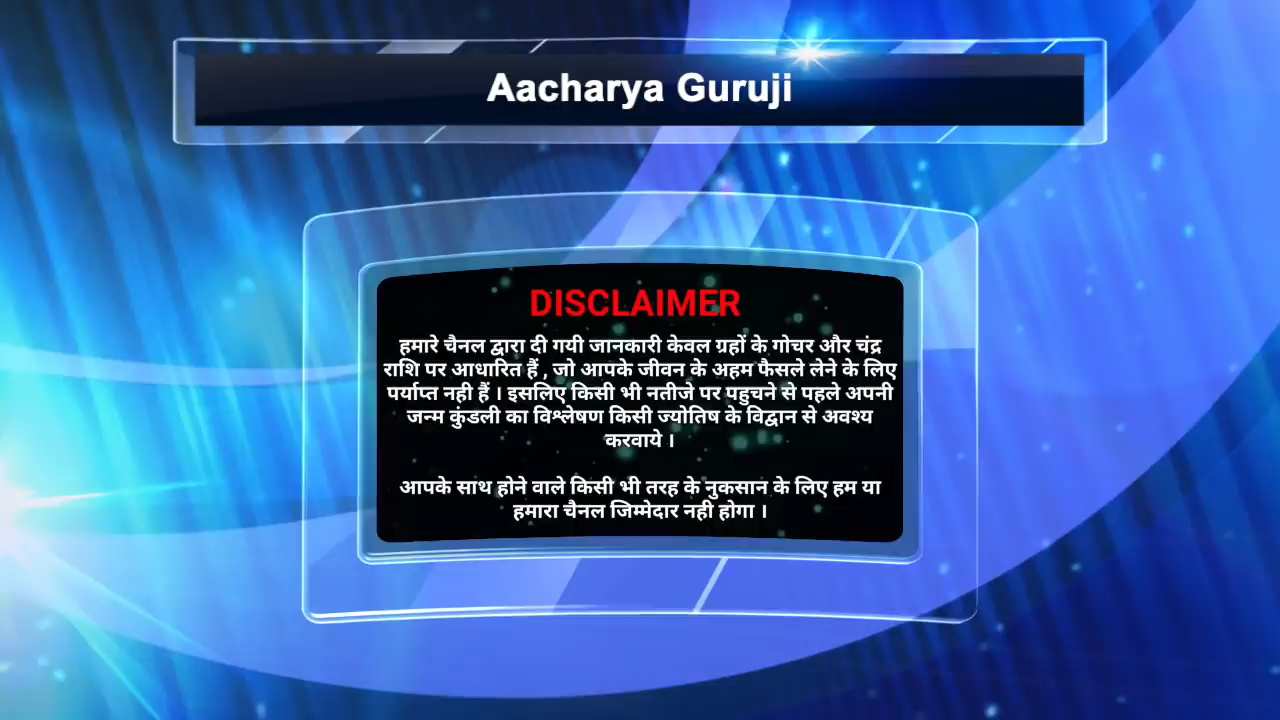 Aacharya Guruji
DISCLAIMER
हमारे चैनल द्वारा दी गयी जानकारी केवल ग्रहों के गोचर और चंद्र
राशि पर आधारित हैं , जो आपके जीवन के अहम फैसले लेने के लिए
पर्याप्त नही हैं । इसलिए किसी भी नतीजे पर पहुचने से पहले अपनी
जन्म कुंडली का विश्लेषण किसी ज्योतिष के विद्वान से अवश्य
करवाये ।
आपके साथ होने वाले किसी भी तरह के नुकसान के लिए हम या
हमारा चैनल जिम्मेदार नही होगा ।